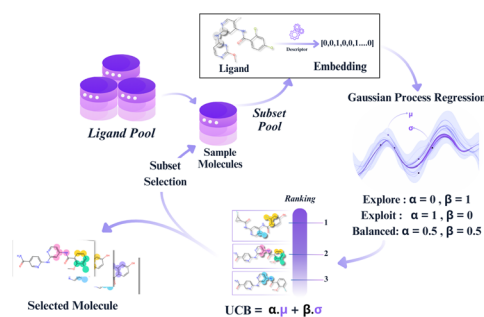 Ligand
Descriptor
[0,0,1,0,0,1....0]
Embedding
Ligand Pool
Subset
Pool
Sample
Molecules
Subset
Selection
Gaussian Process Regression
μ
σ
Explore : α = 0 , β = 1
Exploit : α = 1 , β = 0
Balanced: α = 0.5 , β = 0.5
Ranking
1
2
3
UCB = α.μ + β.σ
Selected Molecule